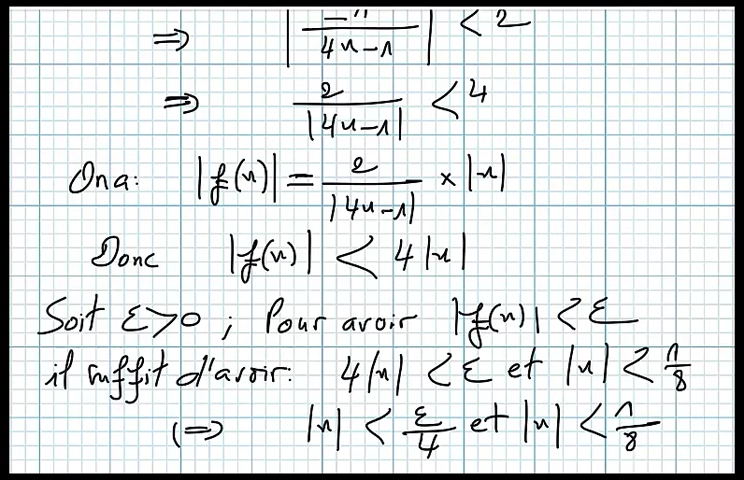 ⇒ | -1 / 4x-1 | < 2
⇒ 2 / |4x-1| < 4
On a: |f(x)| = 2 / |4x-1| × |x|
Donc |f(x)| < 4|x|
Soit ε>0 ; Pour avoir |f(x)| < ε
il suffit d'avoir: 4|x| < ε et |x| < 1/8
(⇒ |x| < ε/4 et |x| < 1/8